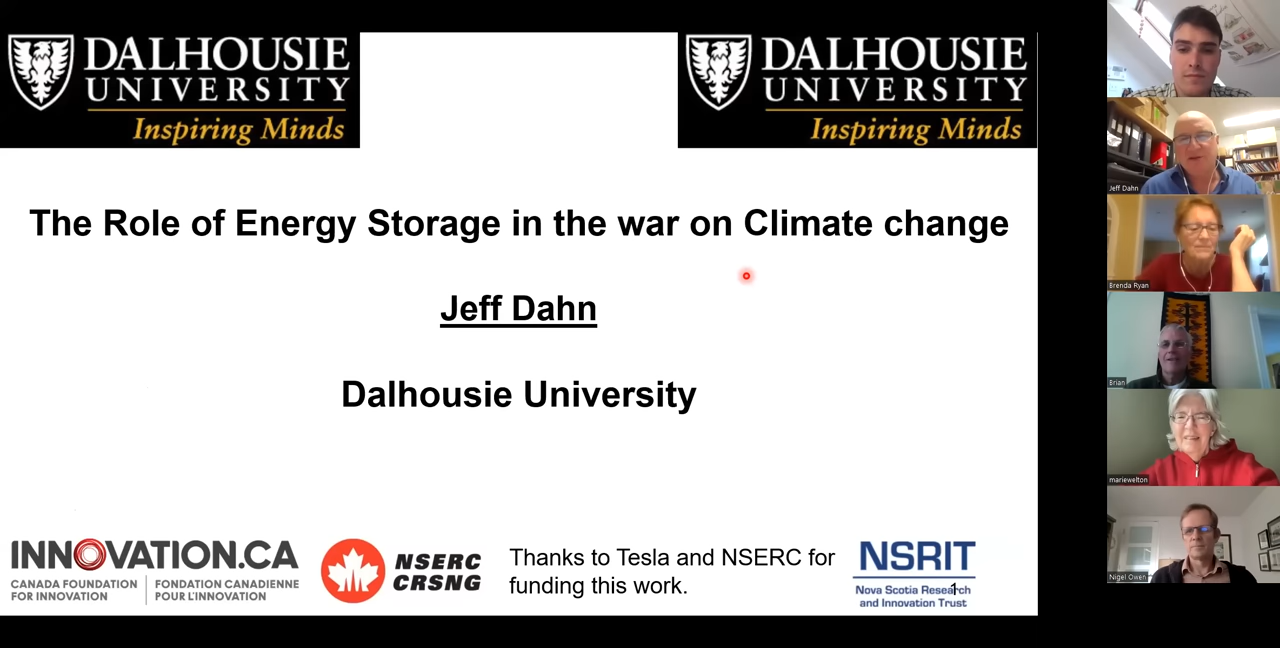 DALHOUSIE
UNIVERSITY
Inspiring Minds
DALHOUSIE
UNIVERSITY
Inspiring Minds
The Role of Energy Storage in the war on Climate change
Jeff Dahn
Dalhousie University
INNOVATION.CA
CANADA FOUNDATION
FOR INNOVATION
FONDATION CANADIENNE
POUR L'INNOVATION
NSERC
CRSNG
Thanks to Tesla and NSERC for
funding this work.
NSRIT
Nova Scotia Research
and Innovation Trust
1
Jeff Dahn
Brenda Ryan
Brian
mariewelton
Nigel Owen